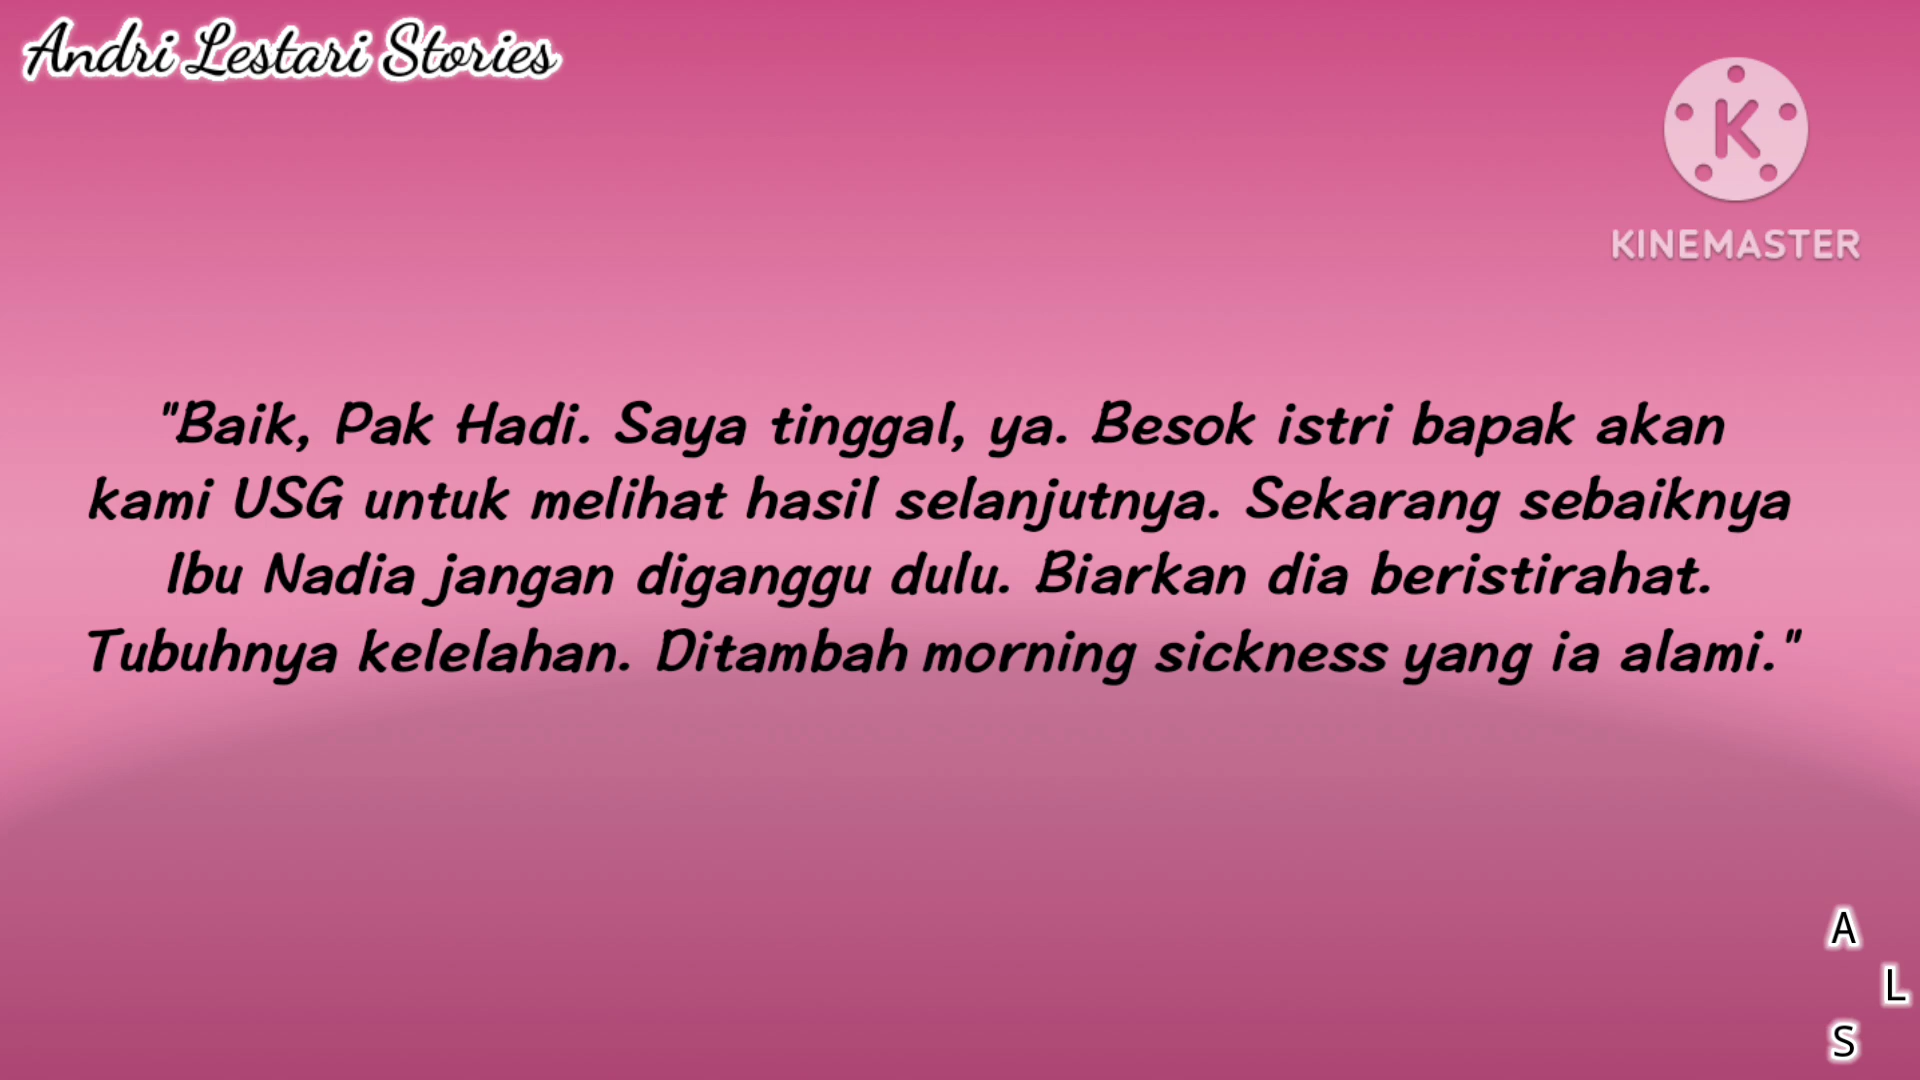 Andri Lestari Stories
K
KINEMASTER
"Baik, Pak Hadi. Saya tinggal, ya. Besok istri bapak akan
kami USG untuk melihat hasil selanjutnya. Sekarang sebaiknya
Ibu Nadia jangan diganggu dulu. Biarkan dia beristirahat.
Tubuhnya kelelahan. Ditambah morning sickness yang ia alami."
A
L
S